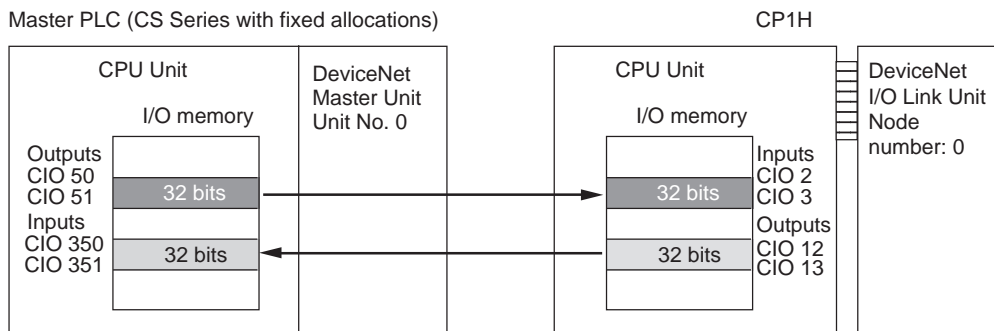 Master PLC (CS Series with fixed allocations)
CP1H
CPU Unit
DeviceNet
Master Unit
Unit No. 0
I/O memory
Outputs
CIO 50
CIO 51
32 bits
Inputs
CIO 350
CIO 351
32 bits
CPU Unit
I/O memory
Inputs
CIO 2
CIO 3
32 bits
Outputs
CIO 12
CIO 13
32 bits
DeviceNet
I/O Link Unit
Node
number: 0